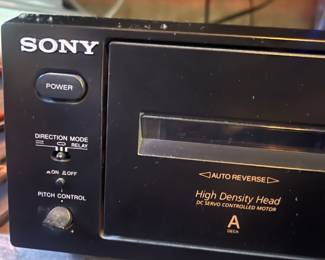 SONY
POWER
DIRECTION MODE
RELAY
ON OFF
PITCH CONTROL
AUTO REVERSE
High Density Head
DC SERVO CONTROLLED MOTOR
A
DECK